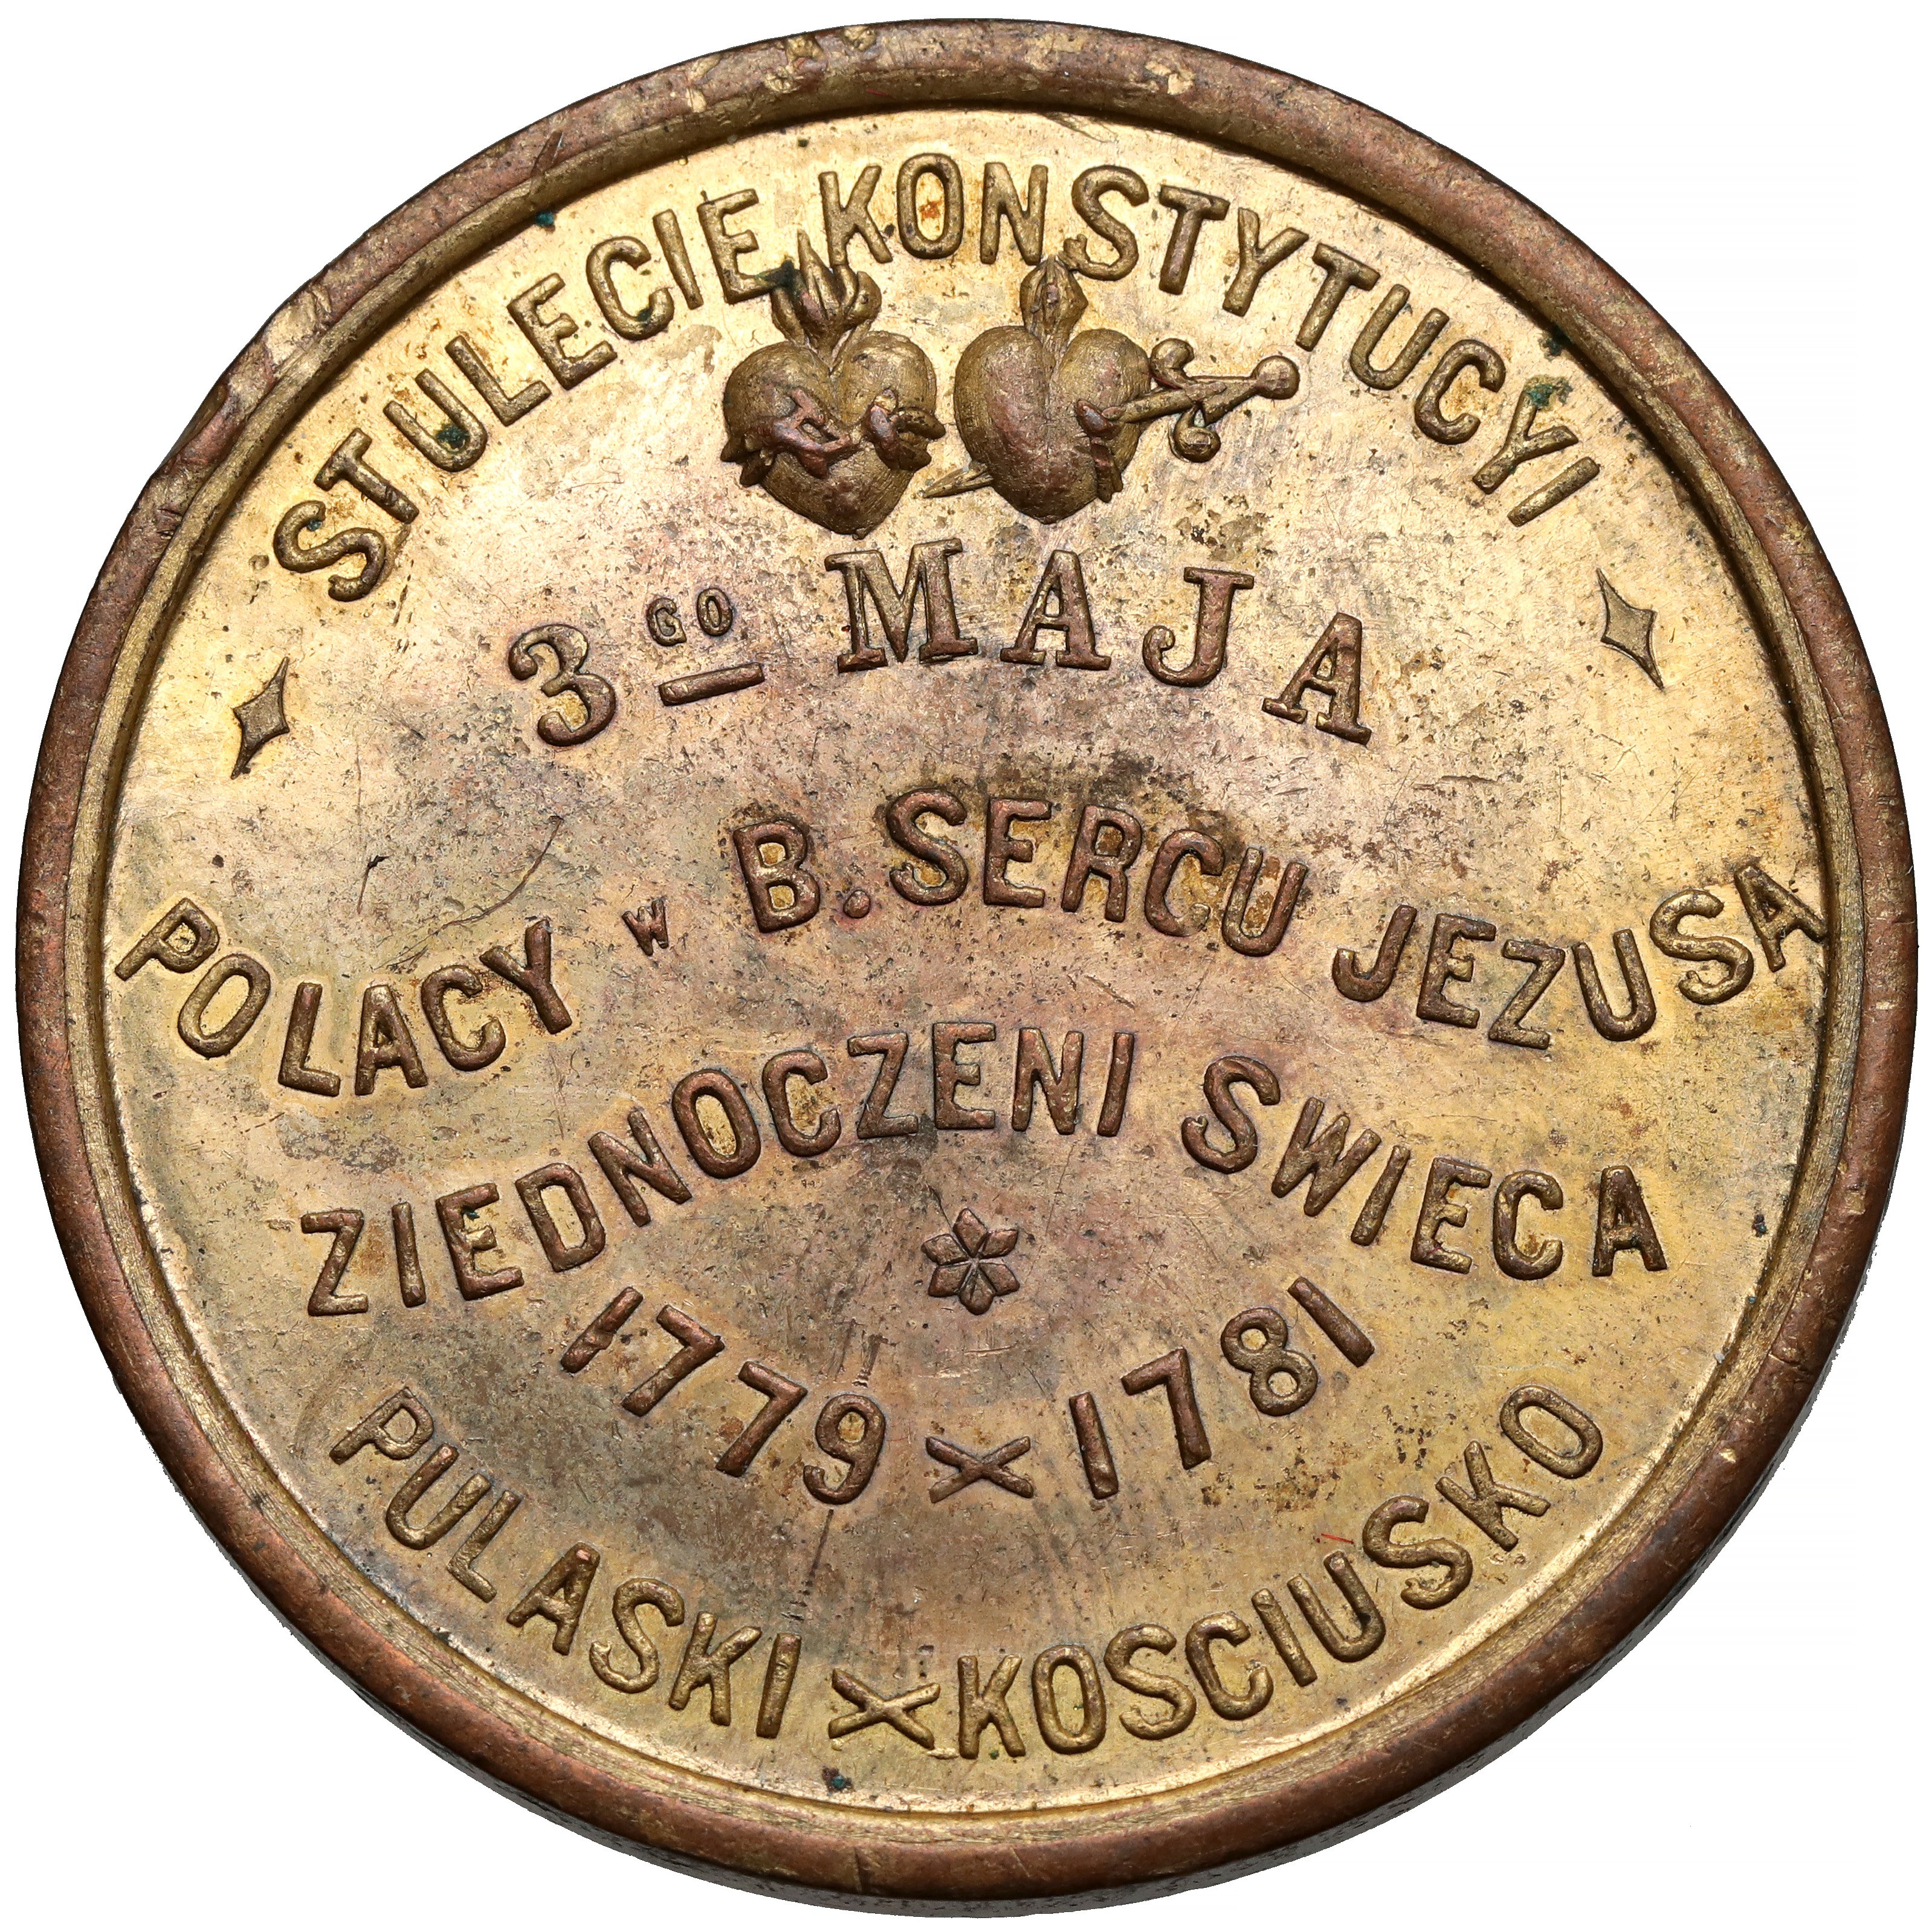 STULECIE KONSTYTUCYI
3GO MAJA
POLACY W B. SERCU JEZUSA
ZIEDNOCZENI SWIECA
1779 X 1781
PULASKI X KOSCIUSKO